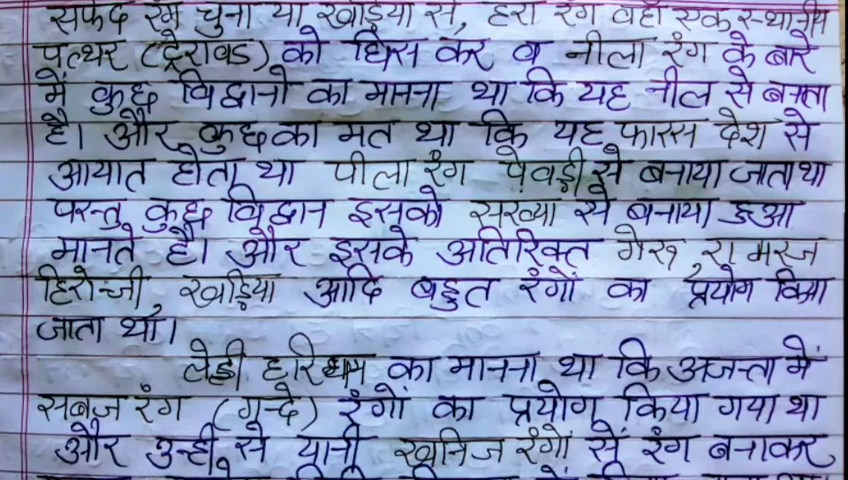 सफेद रंग चुना या खड़िया से, हरा रंग वहाँ एक स्थानीय
पत्थर (टेरावड) को घिस कर व नीला रंग के बारे
में कुछ विद्वानो का मानना था कि यह नील से बनता
है। और कुछ का मत था कि यह फारस देश से
आयात होता था पीला रंग पेवड़ी से बनाया जाता था
परन्तु कुछ विद्वान इसको संख्या से बनाया हुआ
मानते है। और इसके अतिरिक्त गेरु, रामरज
हिरोन्जी, खड़िया आदि बहुत रंगों का प्रयोग किया
जाता था।
लेडी हरिंघम का मानना था कि अजन्ता में
सबज रंग (गन्दे) रंगों का प्रयोग किया गया था
और उन्ही से यानी खनिज रंगों से रंग बनाकर